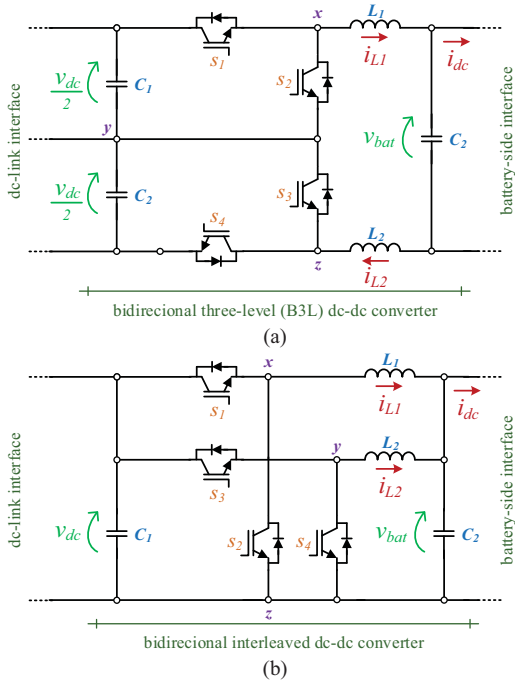 x
L1
iL1
idc
s1
s2
vdc
2
C1
y
dc-link interface
vbat
C2
battery-side interface
vdc
2
C2
s3
s4
z
L2
iL2
bidirecional three-level (B3L) dc-dc converter
(a)
x
L1
iL1
idc
s1
y
L2
iL2
s3
dc-link interface
vdc
C1
s2
s4
vbat
C2
battery-side interface
z
bidirecional interleaved dc-dc converter
(b)